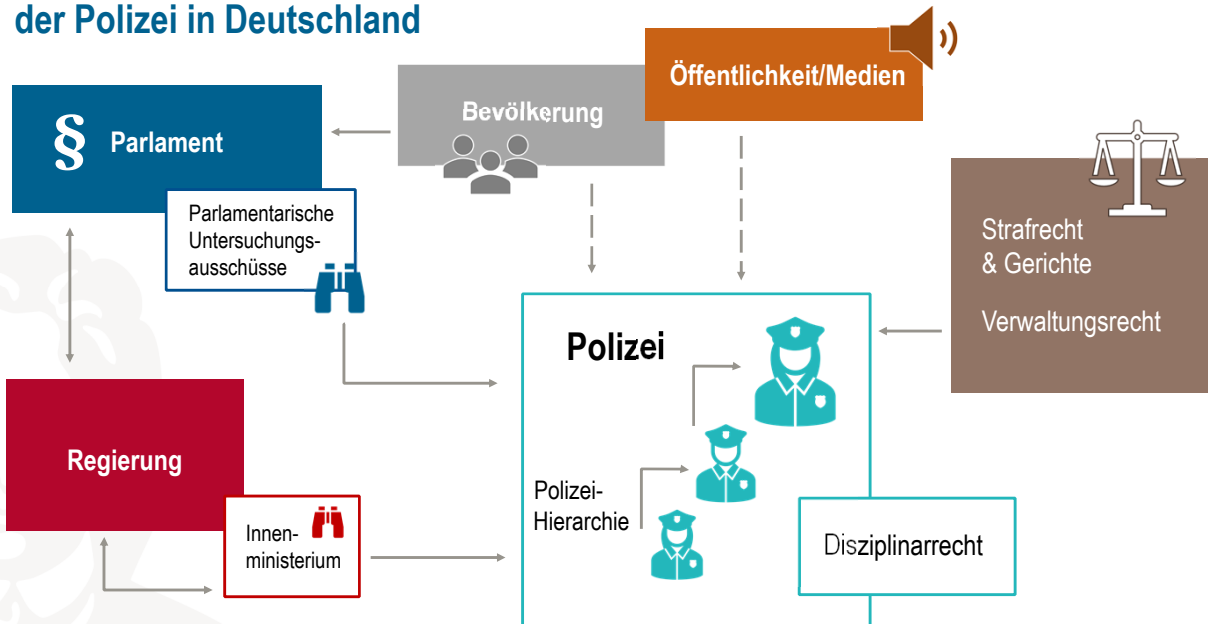 der Polizei in Deutschland
Öffentlichkeit/Medien
Bevölkerung
§ Parlament
Parlamentarische
Untersuchungs-
ausschüsse
Strafrecht
& Gerichte
Verwaltungsrecht
Polizei
Regierung
Polizei-
Hierarchie
Innen-
ministerium
Disziplinarrecht